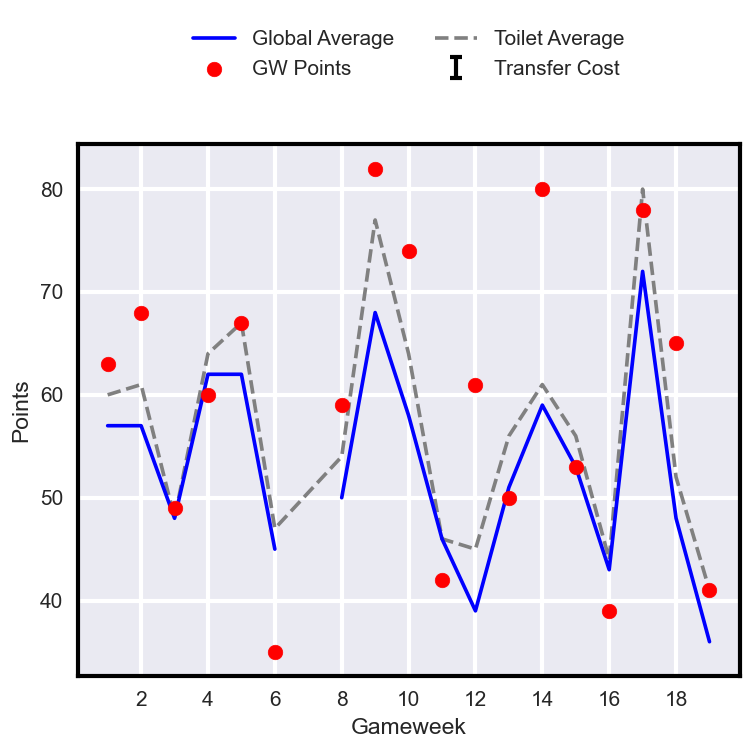 Global Average
Toilet Average
GW Points
Transfer Cost
80
70
60
50
40
Points
2 4 6 8 10 12 14 16 18
Gameweek